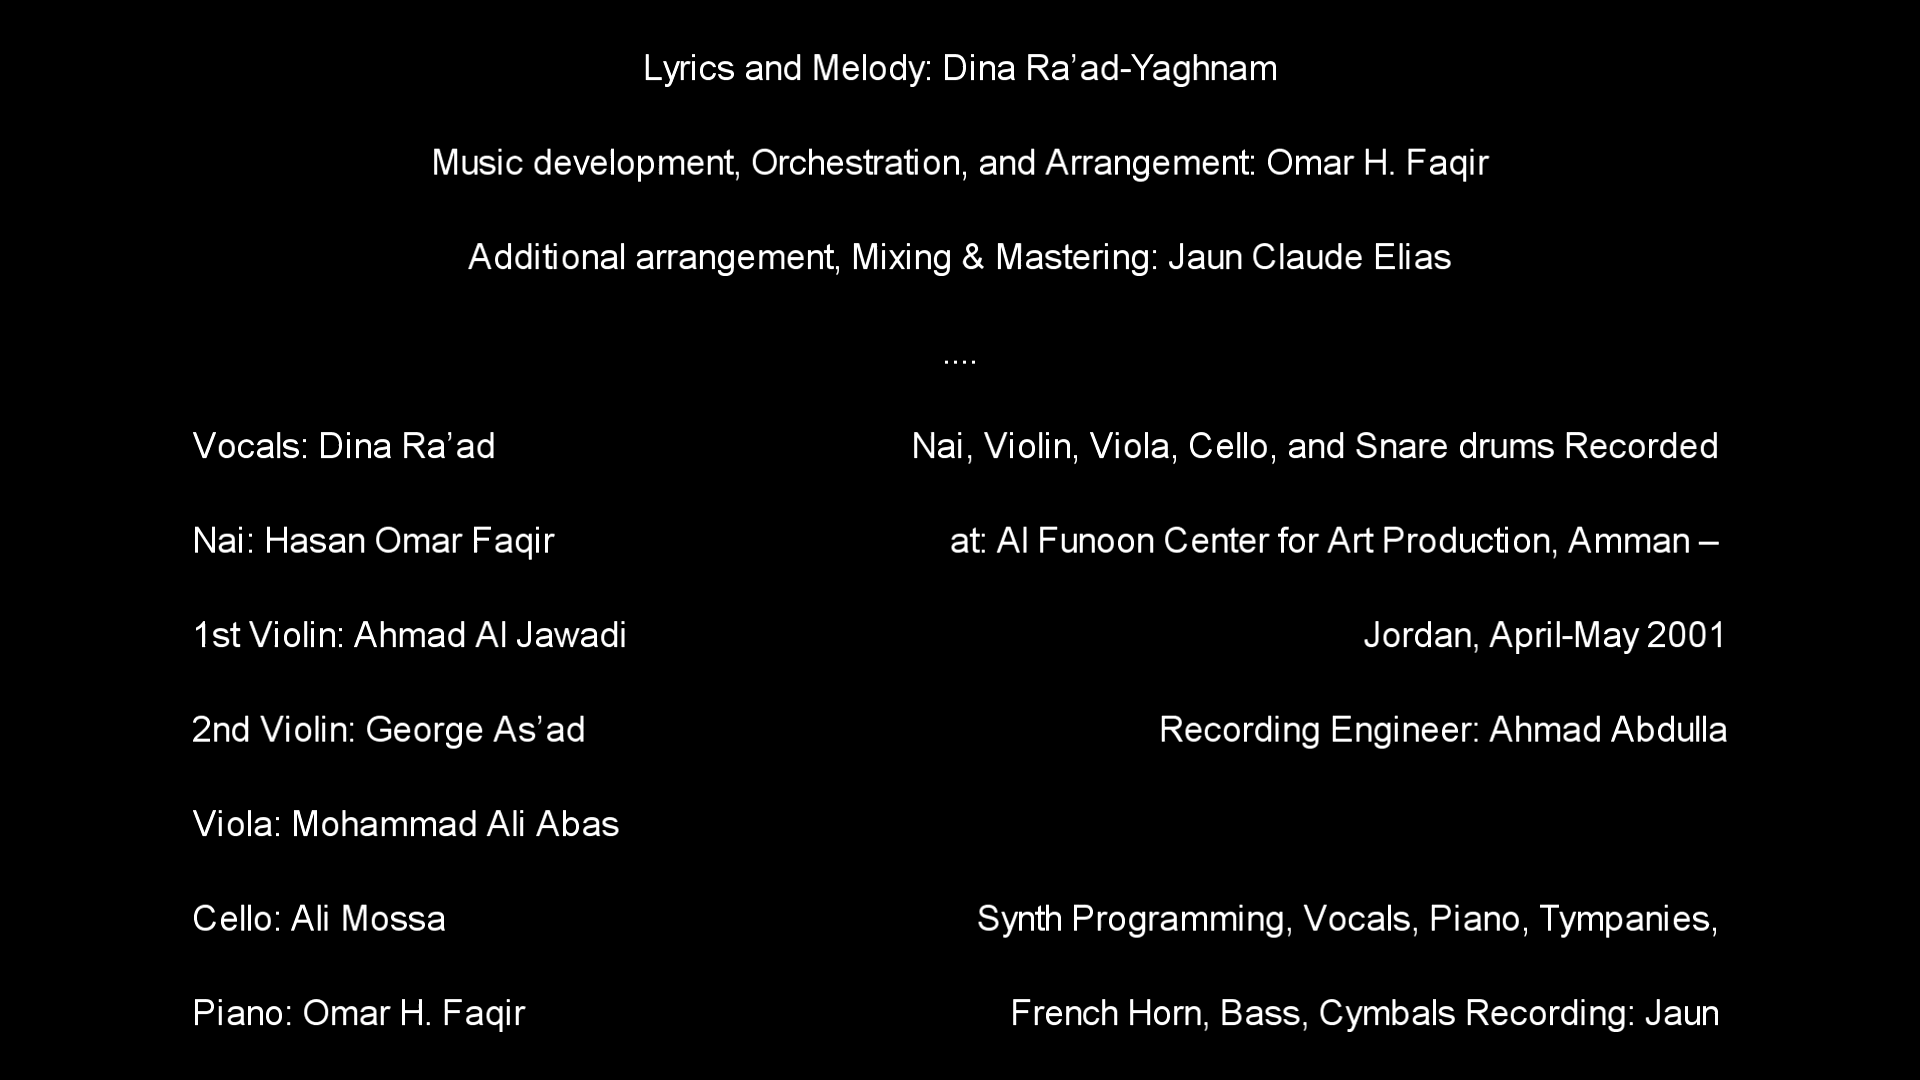 Lyrics and Melody: Dina Ra’ad-Yaghnam
Music development, Orchestration, and Arrangement: Omar H. Faqir
Additional arrangement, Mixing & Mastering: Jaun Claude Elias
....
Vocals: Dina Ra’ad
Nai: Hasan Omar Faqir
1st Violin: Ahmad Al Jawadi
2nd Violin: George As’ad
Viola: Mohammad Ali Abas
Cello: Ali Mossa
Piano: Omar H. Faqir
Nai, Violin, Viola, Cello, and Snare drums Recorded
at: Al Funoon Center for Art Production, Amman –
Jordan, April-May 2001
Recording Engineer: Ahmad Abdulla
Synth Programming, Vocals, Piano, Tympanies,
French Horn, Bass, Cymbals Recording: Jaun